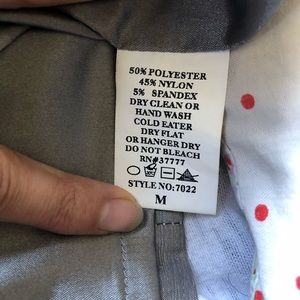 50% POLYESTER
45% NYLON
5% SPANDEX
DRY CLEAN OR
HAND WASH
COLD EATER
DRY FLAT
OR HANGER DRY
DO NOT BLEACH
RN#37777
STYLE NO:7022
M